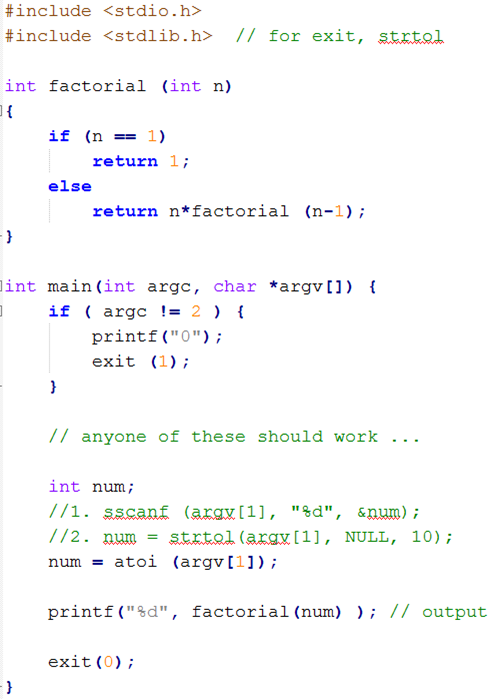 #include <stdio.h>
#include <stdlib.h>  // for exit, strtol

int factorial (int n)
{
    if (n == 1)
        return 1;
    else
        return n*factorial (n-1);
}

int main(int argc, char *argv[]) {
    if ( argc != 2 ) {
        printf("0");
        exit (1);
    }

    // anyone of these should work ...

    int num;
    //1. sscanf (argv[1], "%d", &num);
    //2. num = strtol(argv[1], NULL, 10);
    num = atoi (argv[1]);

    printf("%d", factorial(num) ); // output

    exit(0);
}